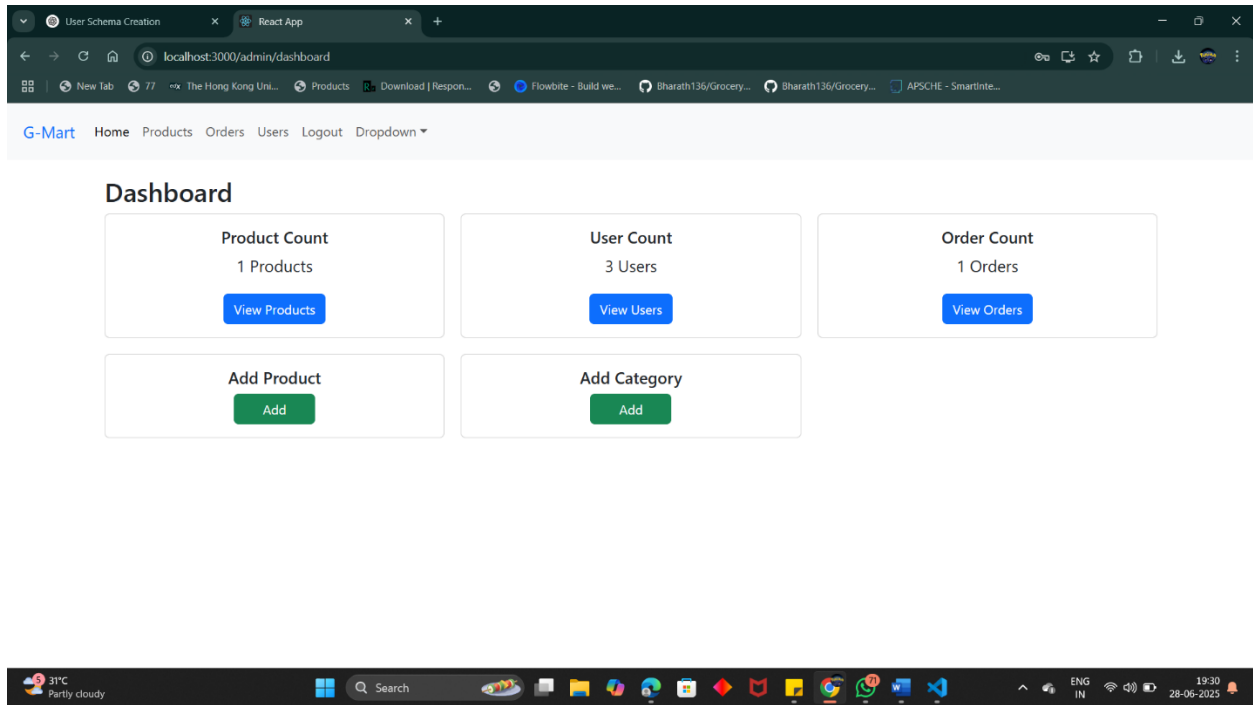 User Schema Creation
React App
localhost:3000/admin/dashboard
New Tab 77 The Hong Kong Uni... Products Download | Respon... Flowbite - Build we... Bharath136/Grocery... Bharath136/Grocery... APSCHE - SmartInte...
G-Mart Home Products Orders Users Logout Dropdown
Dashboard
Product Count
1 Products
View Products
User Count
3 Users
View Users
Order Count
1 Orders
View Orders
Add Product
Add
Add Category
Add
5
31°C
Partly cloudy
Search
71
ENG
IN
19:30
28-06-2025